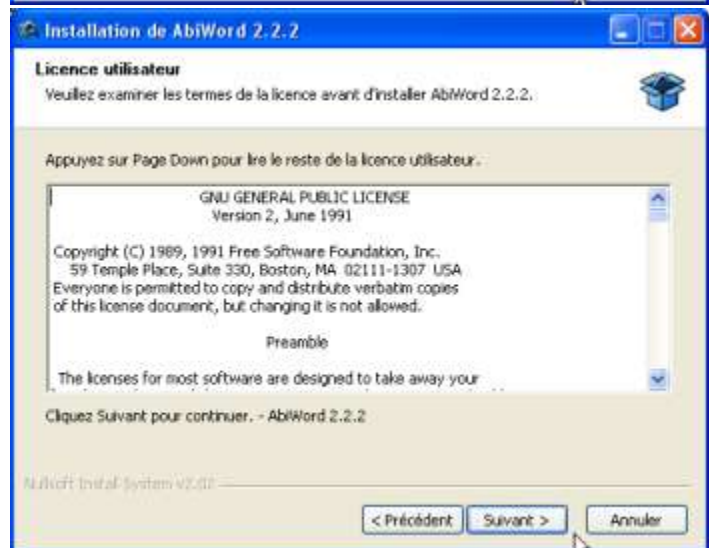 Installation de AbiWord 2.2.2
Licence utilisateur
Veuillez examiner les termes de la licence avant d'installer AbiWord 2.2.2.
Appuyez sur Page Down pour lire le reste de la licence utilisateur.
GNU GENERAL PUBLIC LICENSE
Version 2, June 1991
Copyright (C) 1989, 1991 Free Software Foundation, Inc.
59 Temple Place, Suite 330, Boston, MA 02111-1307 USA
Everyone is permitted to copy and distribute verbatim copies
of this license document, but changing it is not allowed.
Preamble
The licenses for most software are designed to take away your
Cliquez Suivant pour continuer. - AbiWord 2.2.2
Nullsoft Install System v2.02
< Précédent Suivant > Annuler